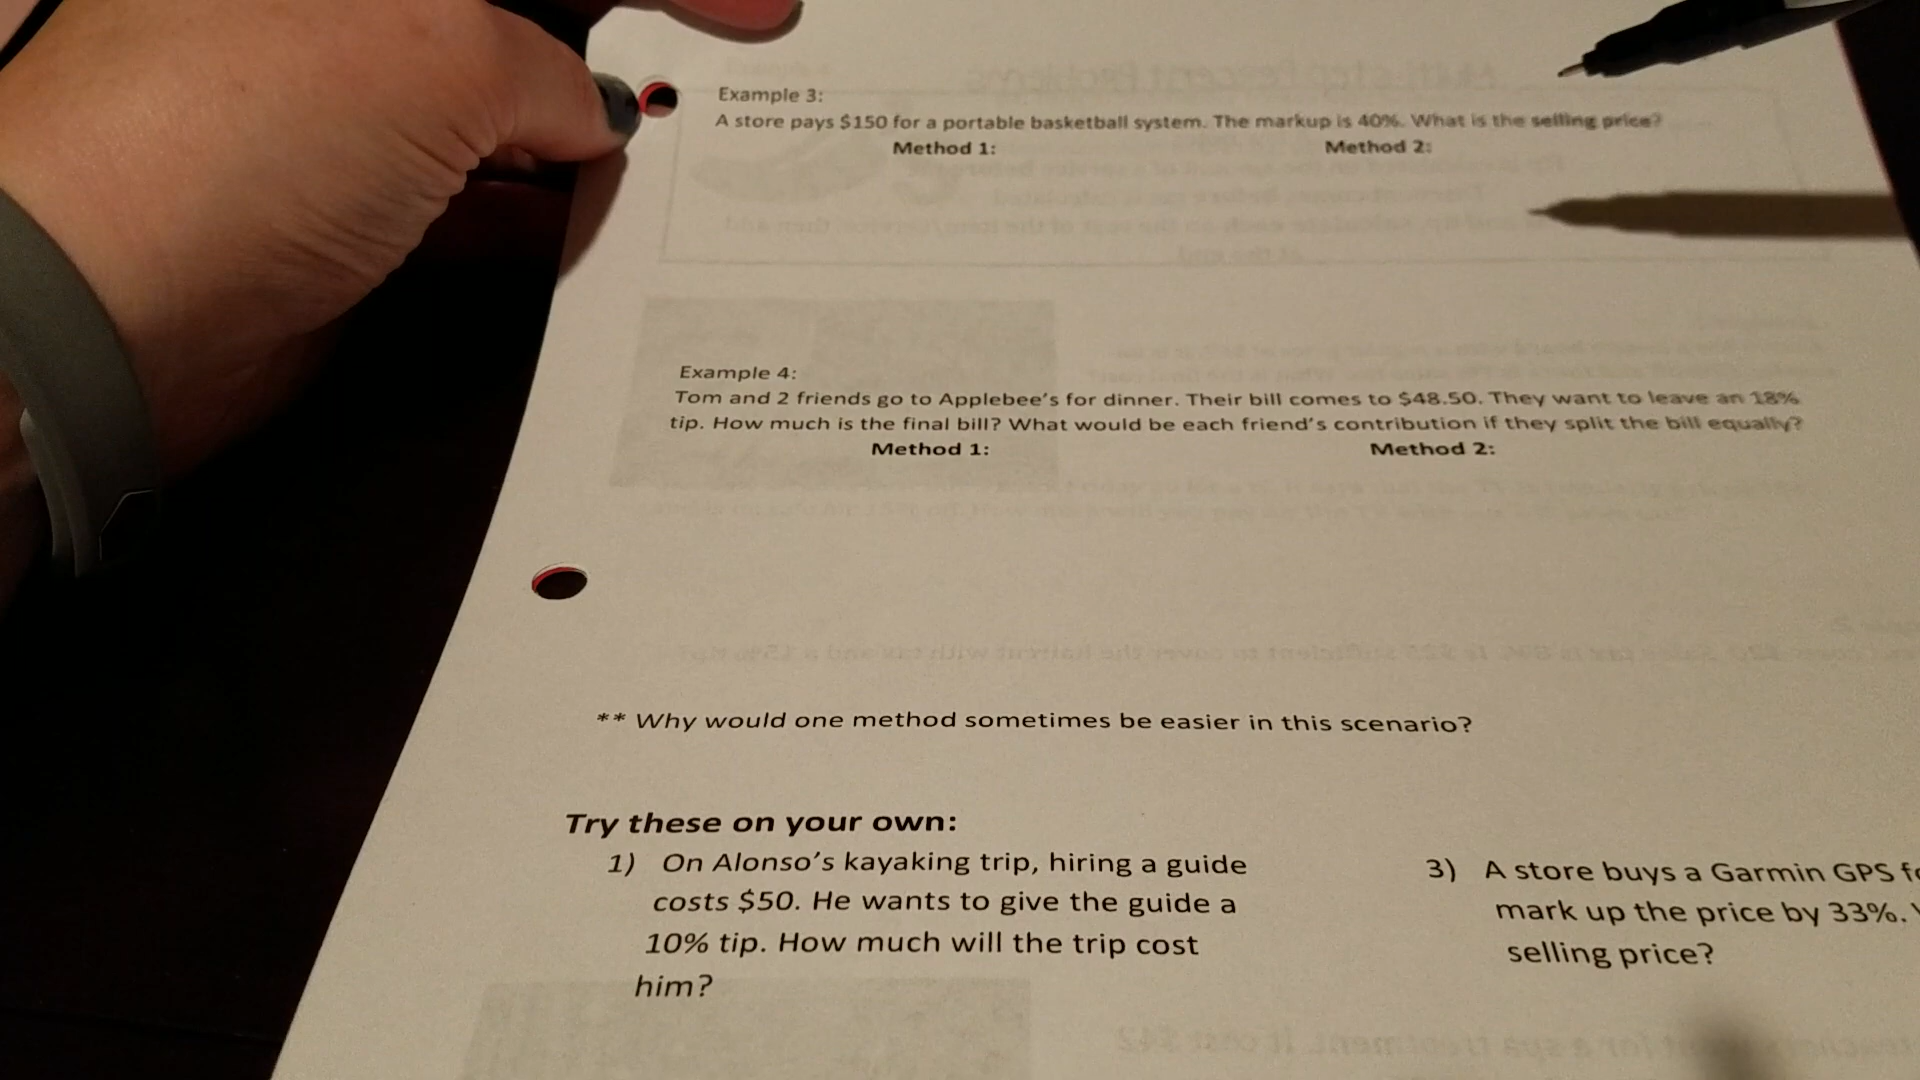 Example 3:
A store pays $150 for a portable basketball system. The markup is 40%. What is the selling price?
Method 1: Method 2:
Example 4:
Tom and 2 friends go to Applebee's for dinner. Their bill comes to $48.50. They want to leave an 18%
tip. How much is the final bill? What would be each friend's contribution if they split the bill equally?
Method 1: Method 2:
** Why would one method sometimes be easier in this scenario?
Try these on your own:
1) On Alonso's kayaking trip, hiring a guide
costs $50. He wants to give the guide a
10% tip. How much will the trip cost
him?
3) A store buys a Garmin GPS
mark up the price by 33%.
selling price?